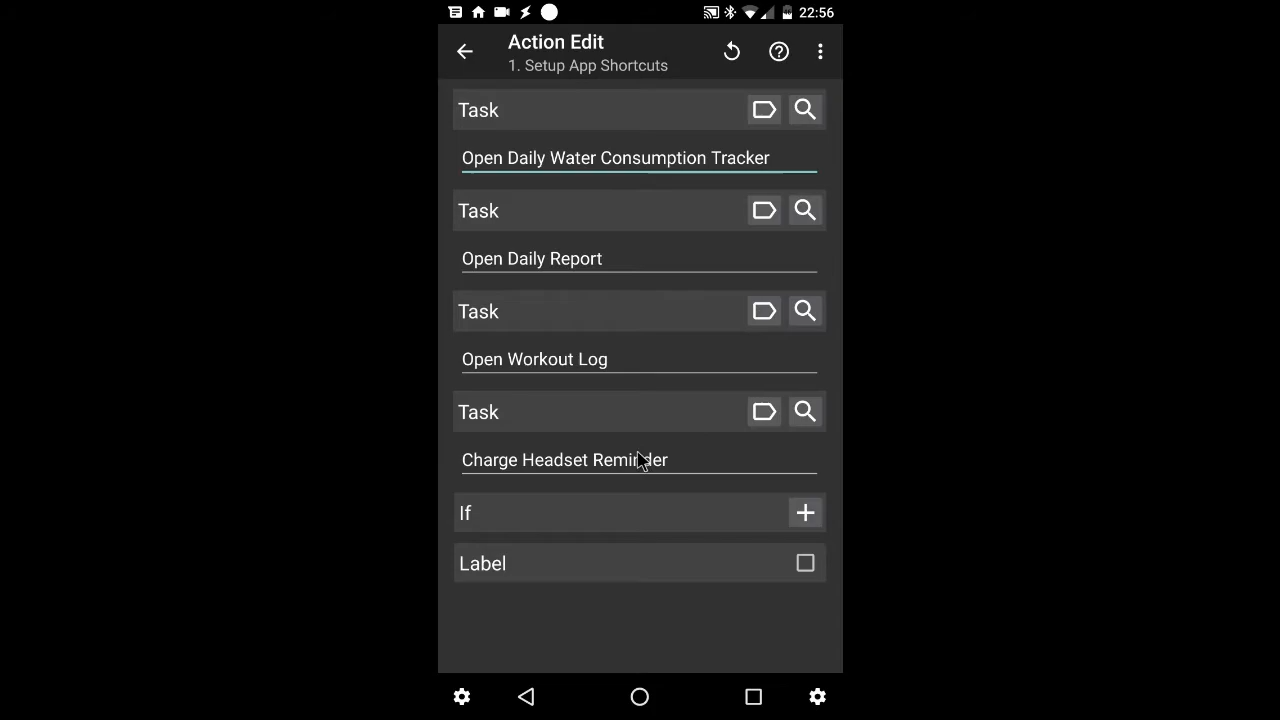 22:56
Action Edit
1. Setup App Shortcuts
Task
Open Daily Water Consumption Tracker
Task
Open Daily Report
Task
Open Workout Log
Task
Charge Headset Reminder
If
Label